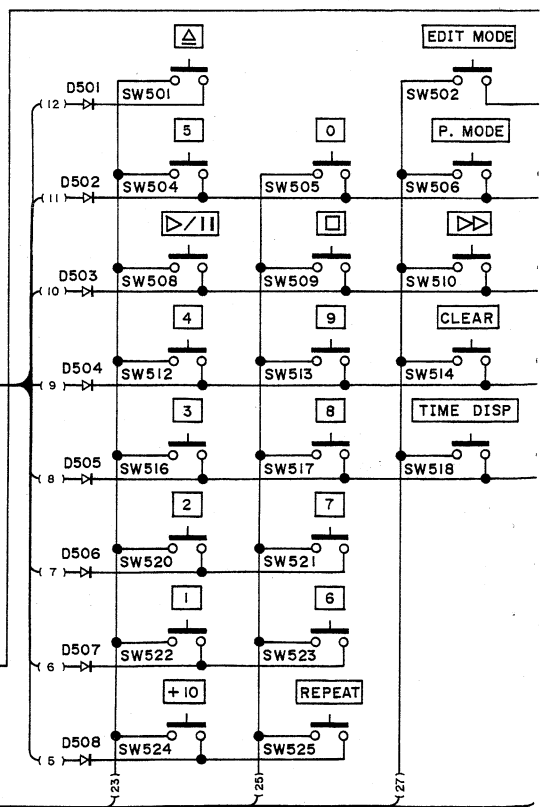 △ EDIT MODE
D501
(12) SW501 SW502
5 0 P. MODE
D502
(11) SW504 SW505 SW506
▷/II □ ▷▷
D503
(10) SW508 SW509 SW510
4 9 CLEAR
D504
(9) SW512 SW513 SW514
3 8 TIME DISP
D505
(8) SW516 SW517 SW518
2 7
D506
(7) SW520 SW521
1 6
D507
(6) SW522 SW523
+10 REPEAT
D508
(5) SW524 SW525
(23) (25) (27)